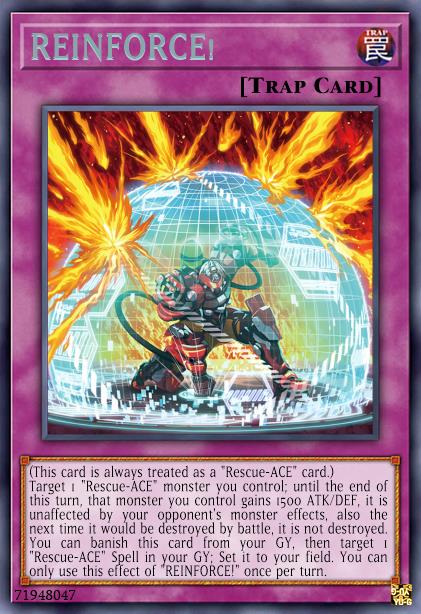 REINFORCE!
TRAP
罠
[TRAP CARD]
(This card is always treated as a "Rescue-ACE" card.)
Target 1 "Rescue-ACE" monster you control; until the end of
this turn, that monster you control gains 1500 ATK/DEF, it is
unaffected by your opponent's monster effects, also the
next time it would be destroyed by battle, it is not destroyed.
You can banish this card from your GY, then target 1
"Rescue-ACE" Spell in your GY; Set it to your field. You can
only use this effect of "REINFORCE!" once per turn.
71948047